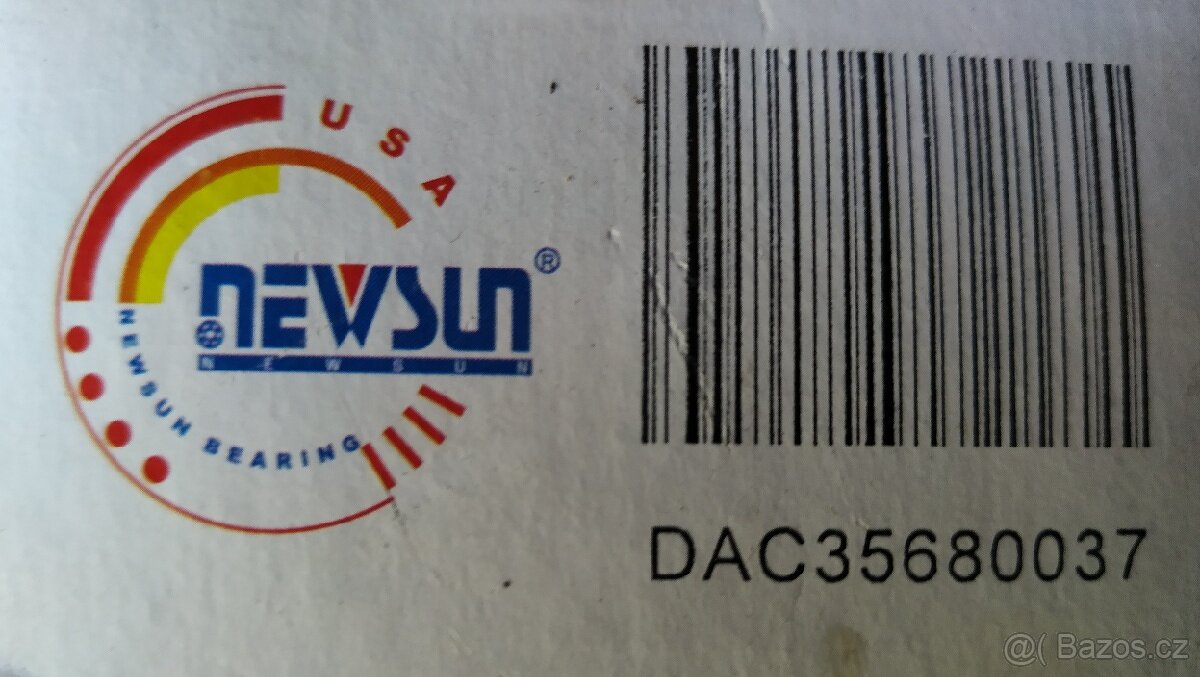 USA
NEWSUN®
NEWSUN
NEWSUN BEARING
DAC35680037
@( Bazos.cz